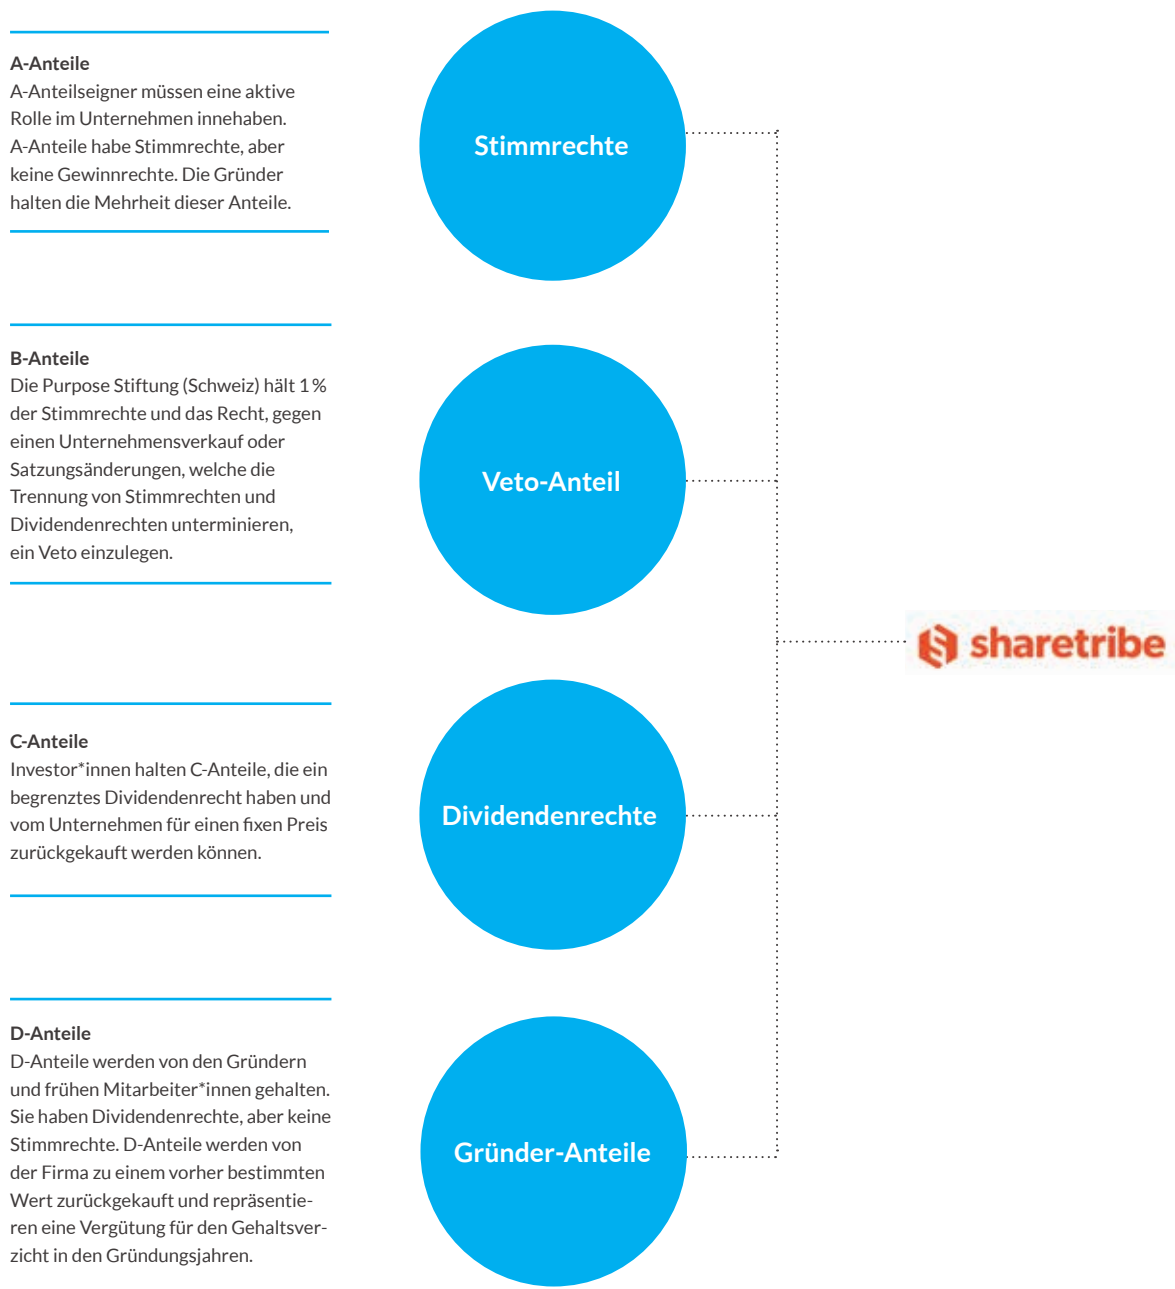 A-Anteile
A-Anteilseigner müssen eine aktive
Rolle im Unternehmen innehaben.
A-Anteile habe Stimmrechte, aber
keine Gewinnrechte. Die Gründer
halten die Mehrheit dieser Anteile.
Stimmrechte
B-Anteile
Die Purpose Stiftung (Schweiz) hält 1 %
der Stimmrechte und das Recht, gegen
einen Unternehmensverkauf oder
Satzungsänderungen, welche die
Trennung von Stimmrechten und
Dividendenrechten unterminieren,
ein Veto einzulegen.
Veto-Anteil
sharetribe
C-Anteile
Investor*innen halten C-Anteile, die ein
begrenztes Dividendenrecht haben und
vom Unternehmen für einen fixen Preis
zurückgekauft werden können.
Dividendenrechte
D-Anteile
D-Anteile werden von den Gründern
und frühen Mitarbeiter*innen gehalten.
Sie haben Dividendenrechte, aber keine
Stimmrechte. D-Anteile werden von
der Firma zu einem vorher bestimmten
Wert zurückgekauft und repräsentie-
ren eine Vergütung für den Gehaltsver-
zicht in den Gründungsjahren.
Gründer-Anteile